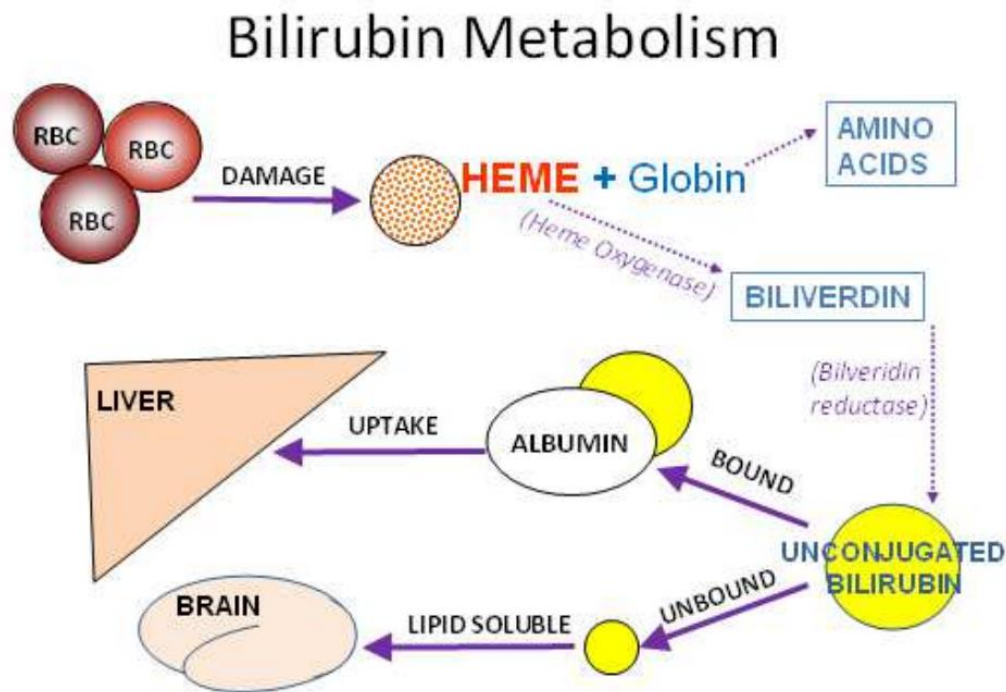 Bilirubin Metabolism
RBC
RBC
RBC
DAMAGE
HEME + Globin
AMINO
ACIDS
(Heme Oxygenase)
BILIVERDIN
(Bilveridin
reductase)
LIVER
UPTAKE
ALBUMIN
BOUND
UNCONJUGATED
BILIRUBIN
UNBOUND
BRAIN
LIPID SOLUBLE